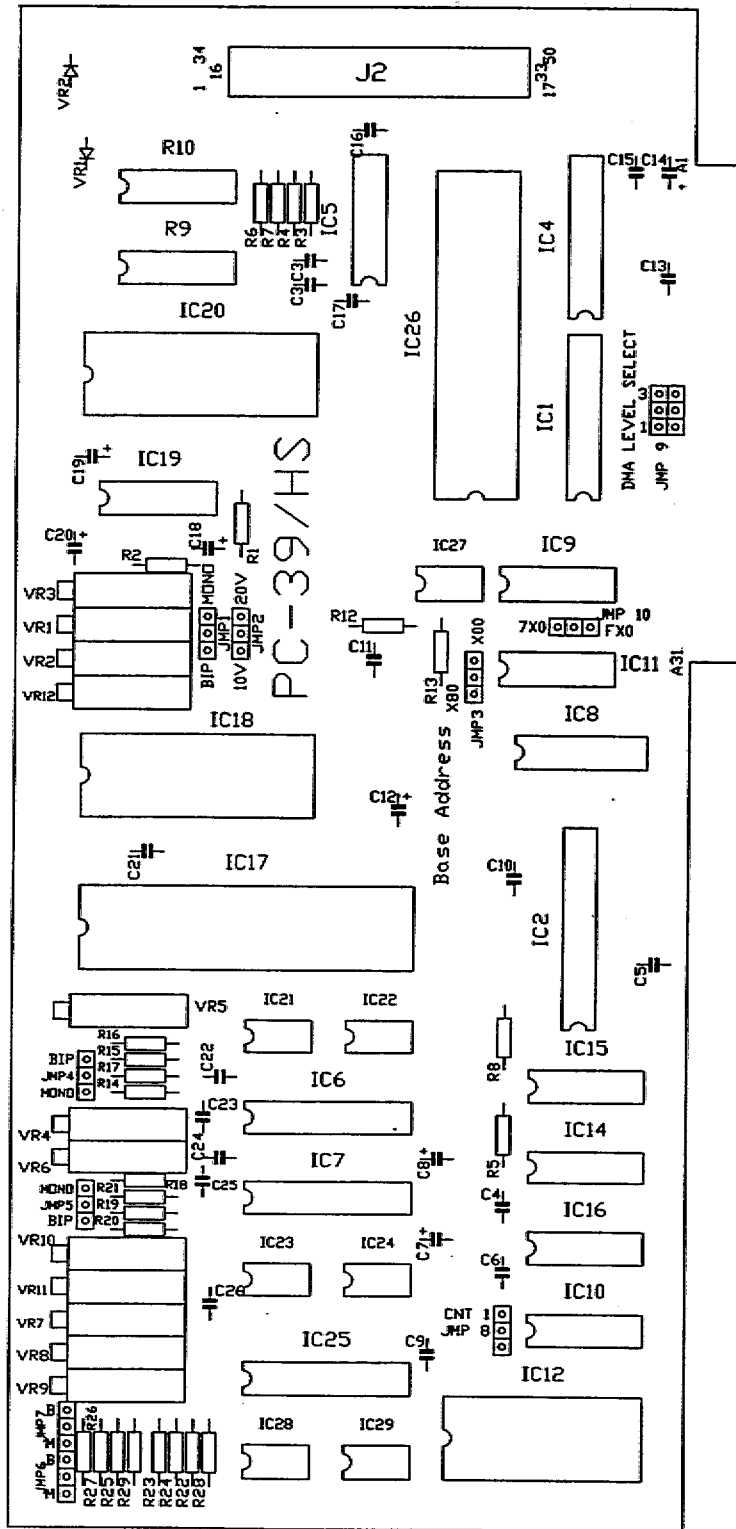 1 34
16
J2
17 33 50
VR2
VR1
C16
R10
C15
C14
A1
+
R6
R7
R4
R3
IC5
IC4
R9
C3
C3
C13
C17
IC20
IC26
IC1
DMA LEVEL SELECT
3
1
JMP 9
C19
+
IC19
PC-39/HS
C20
+
C18
+
R1
R2
IC27
IC9
VR3
MONO
JMP1
BIP
20V
JMP2
10V
R12
JMP 10
7X0
FX0
VR1
C11
R13
X00
X80
JMP3
IC11
A31
VR2
VR12
IC18
IC8
Base Address
C12
+
C21
IC17
C10
IC2
C5
VR5
IC21
IC22
R16
R15
R17
R14
BIP
JMP4
MONO
C22
R8
IC15
IC6
VR4
C23
IC14
VR6
C24
IC7
C8
+
R5
R18
C25
MONO
JMP5
BIP
R21
R19
R20
C4
IC16
VR10
IC23
IC24
C7
+
C6
VR11
C26
IC10
VR7
CNT 1
JMP 8
VR8
IC25
C9
IC12
VR9
B
JMP7
M
B
JMP6
M
R26
IC28
IC29
R27
R25
R29
R23
R24
R22
R28